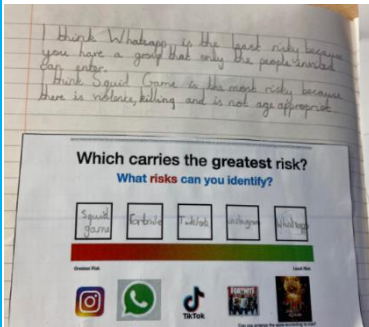 I think Whatsapp is the least risky because
you have a group that only the people invited
can enter.
I think Squid Game is the most risky because
there is violence, killing and is not age appropriate.
Which carries the greatest risk?
What risks can you identify?
Squid
game
Fortnite
Tiktok
instagram
Whatsapp
Greatest Risk
Least Risk
TikTok
FORTNITE